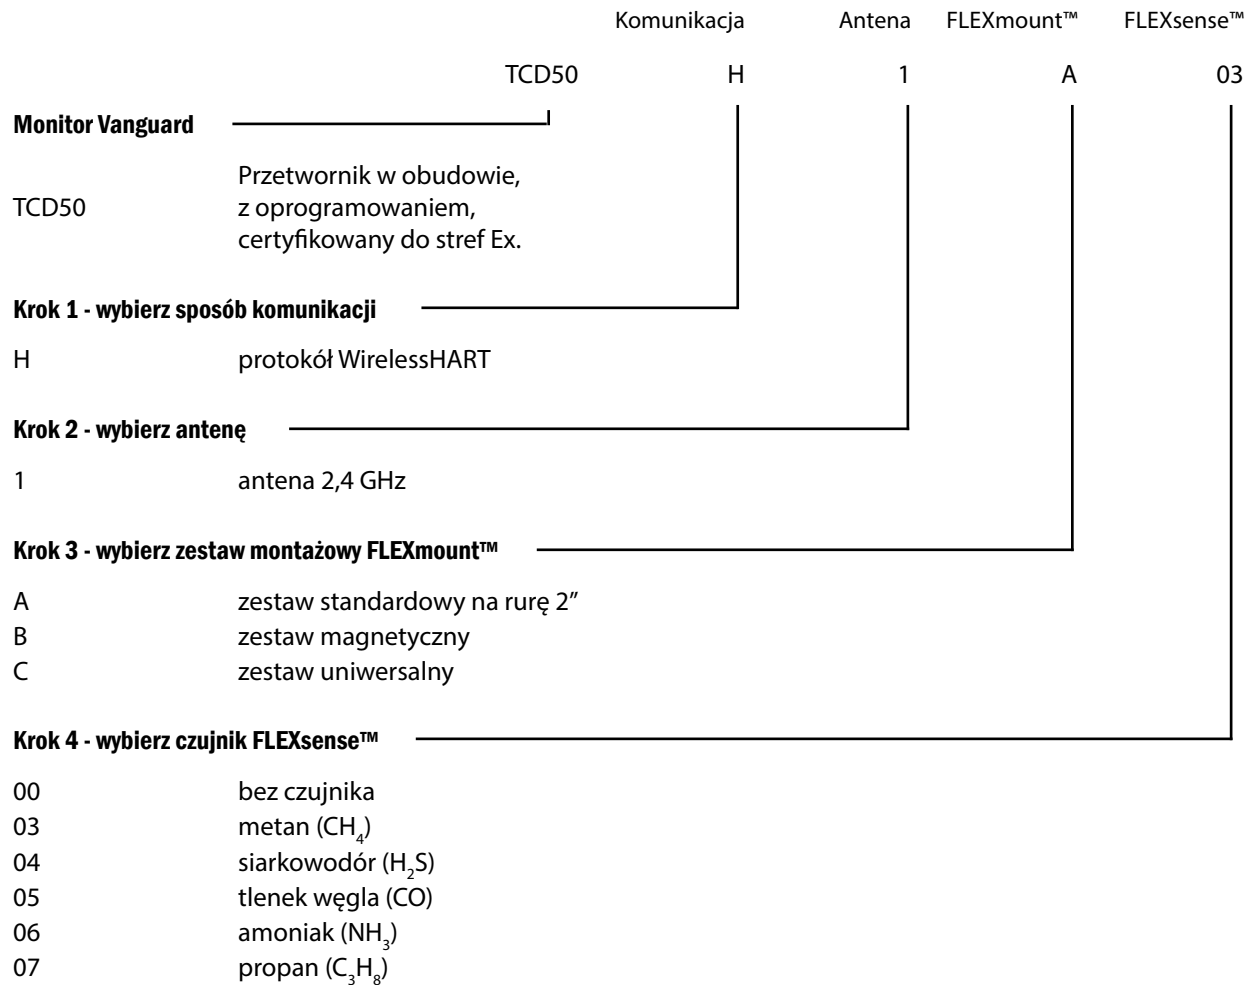 Komunikacja Antena FLEXmount™ FLEXsense™
TCD50 H 1 A 03
Monitor Vanguard
TCD50 Przetwornik w obudowie,
z oprogramowaniem,
certyfikowany do stref Ex.
Krok 1 - wybierz sposób komunikacji
H protokół WirelessHART
Krok 2 - wybierz antenę
1 antena 2,4 GHz
Krok 3 - wybierz zestaw montażowy FLEXmount™
A zestaw standardowy na rurę 2”
B zestaw magnetyczny
C zestaw uniwersalny
Krok 4 - wybierz czujnik FLEXsense™
00 bez czujnika
03 metan (CH₄)
04 siarkowodór (H₂S)
05 tlenek węgla (CO)
06 amoniak (NH₃)
07 propan (C₃H₈)